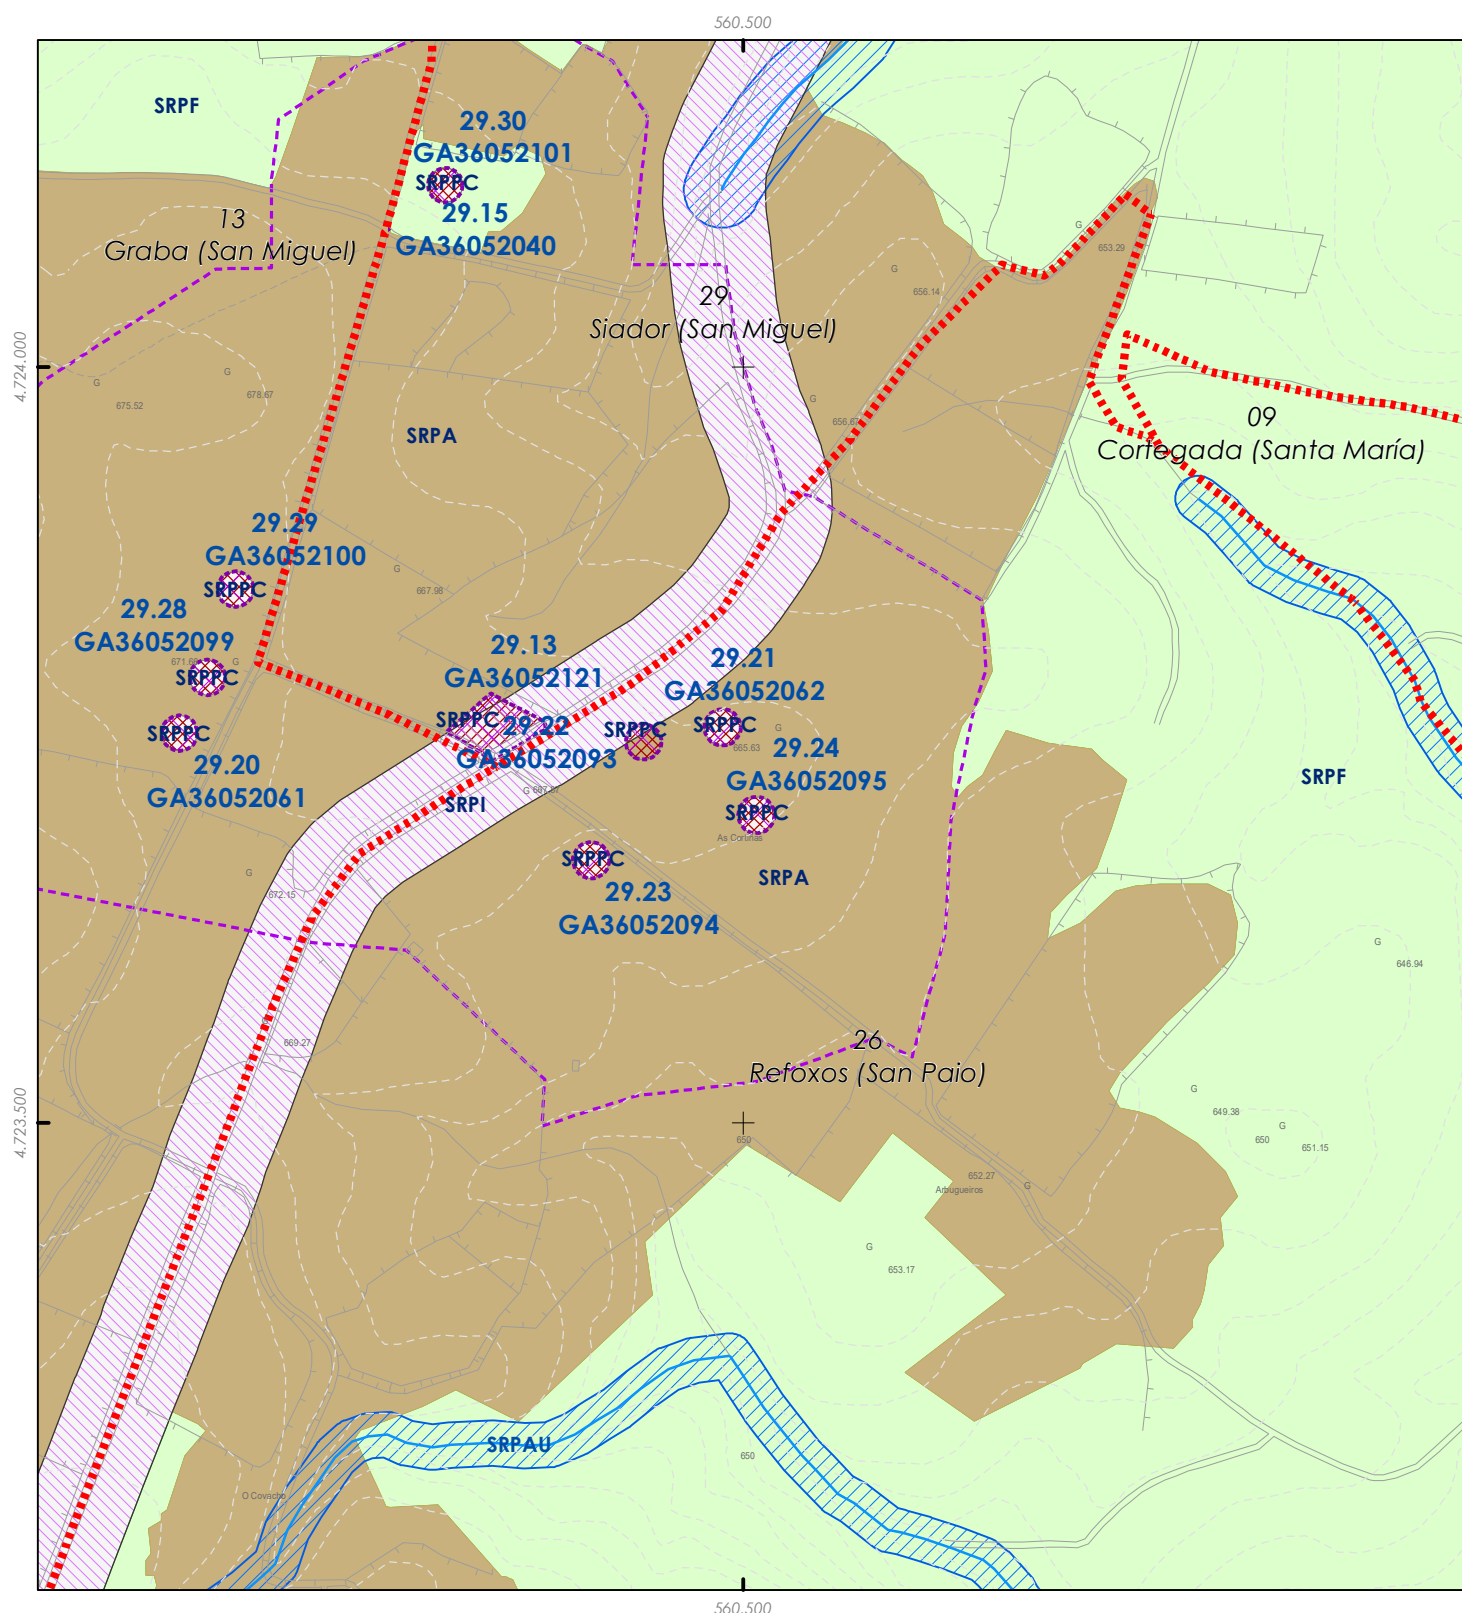 560.500
SRPF
29.30
GA36052101
SRPPC
29.15
GA36052040
13
Graba (San Miguel)
653.29
656.14
29
Siador (San Miguel)
4.724.000
678.67
675.52
656.67
SRPA
09
Cortegada (Santa María)
29.29
GA36052100
SRPPC
667.98
29.28
GA36052099
SRPPC
29.13
GA36052121
29.21
GA36052062
SRPPC
29.22
GA36052093
SRPPC
SRPPC
665.63
SRPPC
29.20
GA36052061
29.24
GA36052095
SRPPC
As Cortiñas
SRPI
SRPF
SRPPC
29.23
GA36052094
SRPA
672.15
646.94
669.27
26
Refoxos (San Paio)
4.723.500
649.38
650
650
651.15
652.27
Arbugueiros
653.17
SRPAU
650
O Covacho
560.500